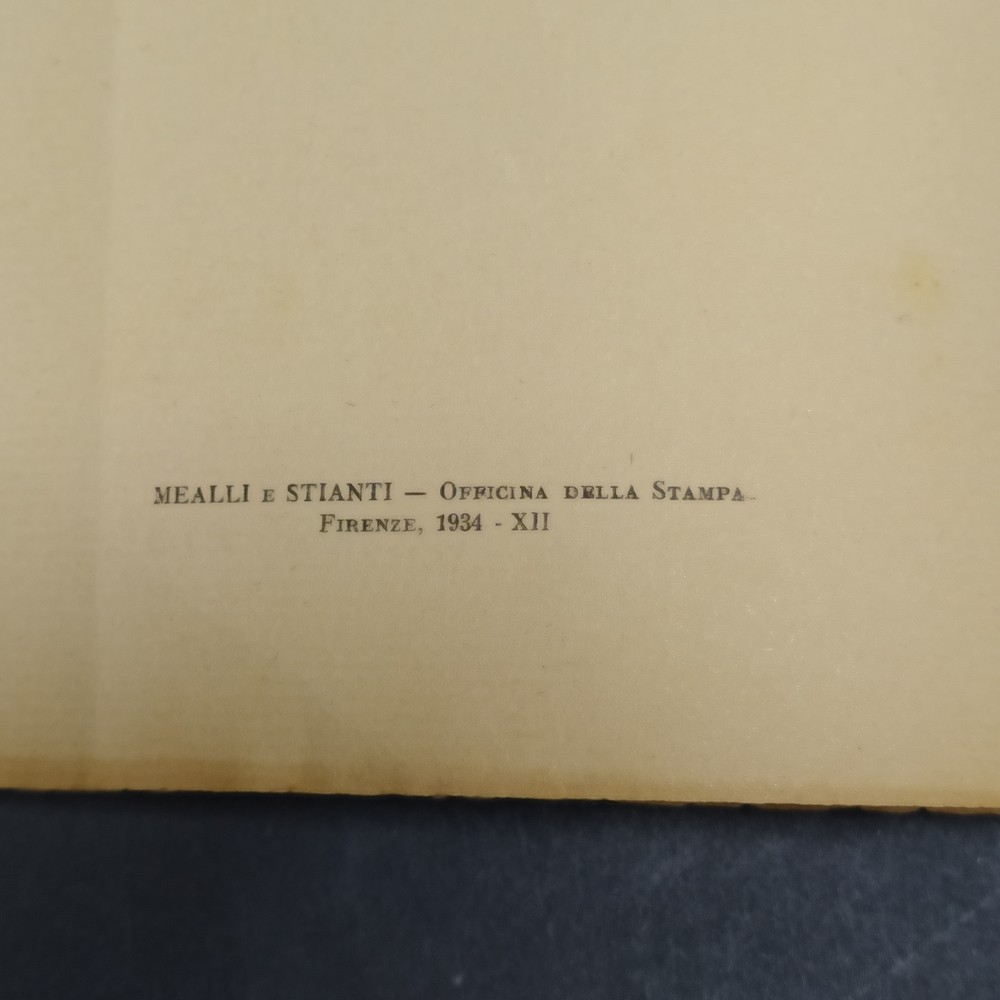 MEALLI E STIANTI — OFFICINA DELLA STAMPA
FIRENZE, 1934 - XII